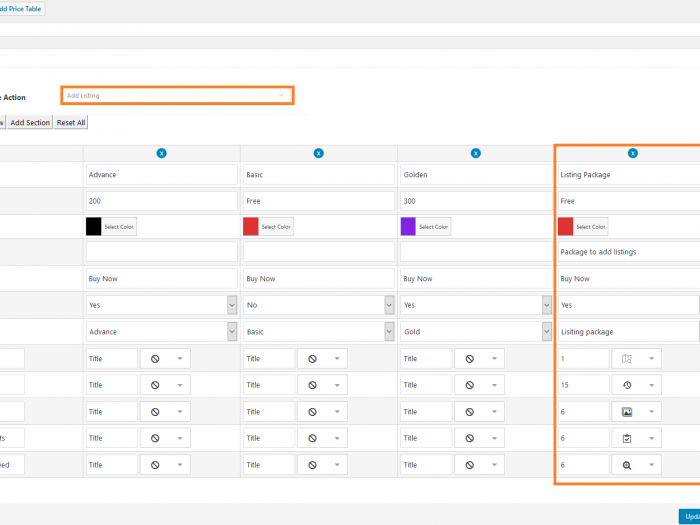 dd Price Table
e Action
Add Listing
w Add Section Reset All
x x x x
Advance Basic Golden Listing Package
200 Free 300 Free
Select Color Select Color Select Color Select Color
Package to add listings
Buy Now Buy Now Buy Now Buy Now
Yes No Yes Yes
Advance Basic Gold Lisiting package
Title Title Title 1
Title Title Title 15
Title Title Title 6
ts Title Title Title 6
ved Title Title Title 6
Upda